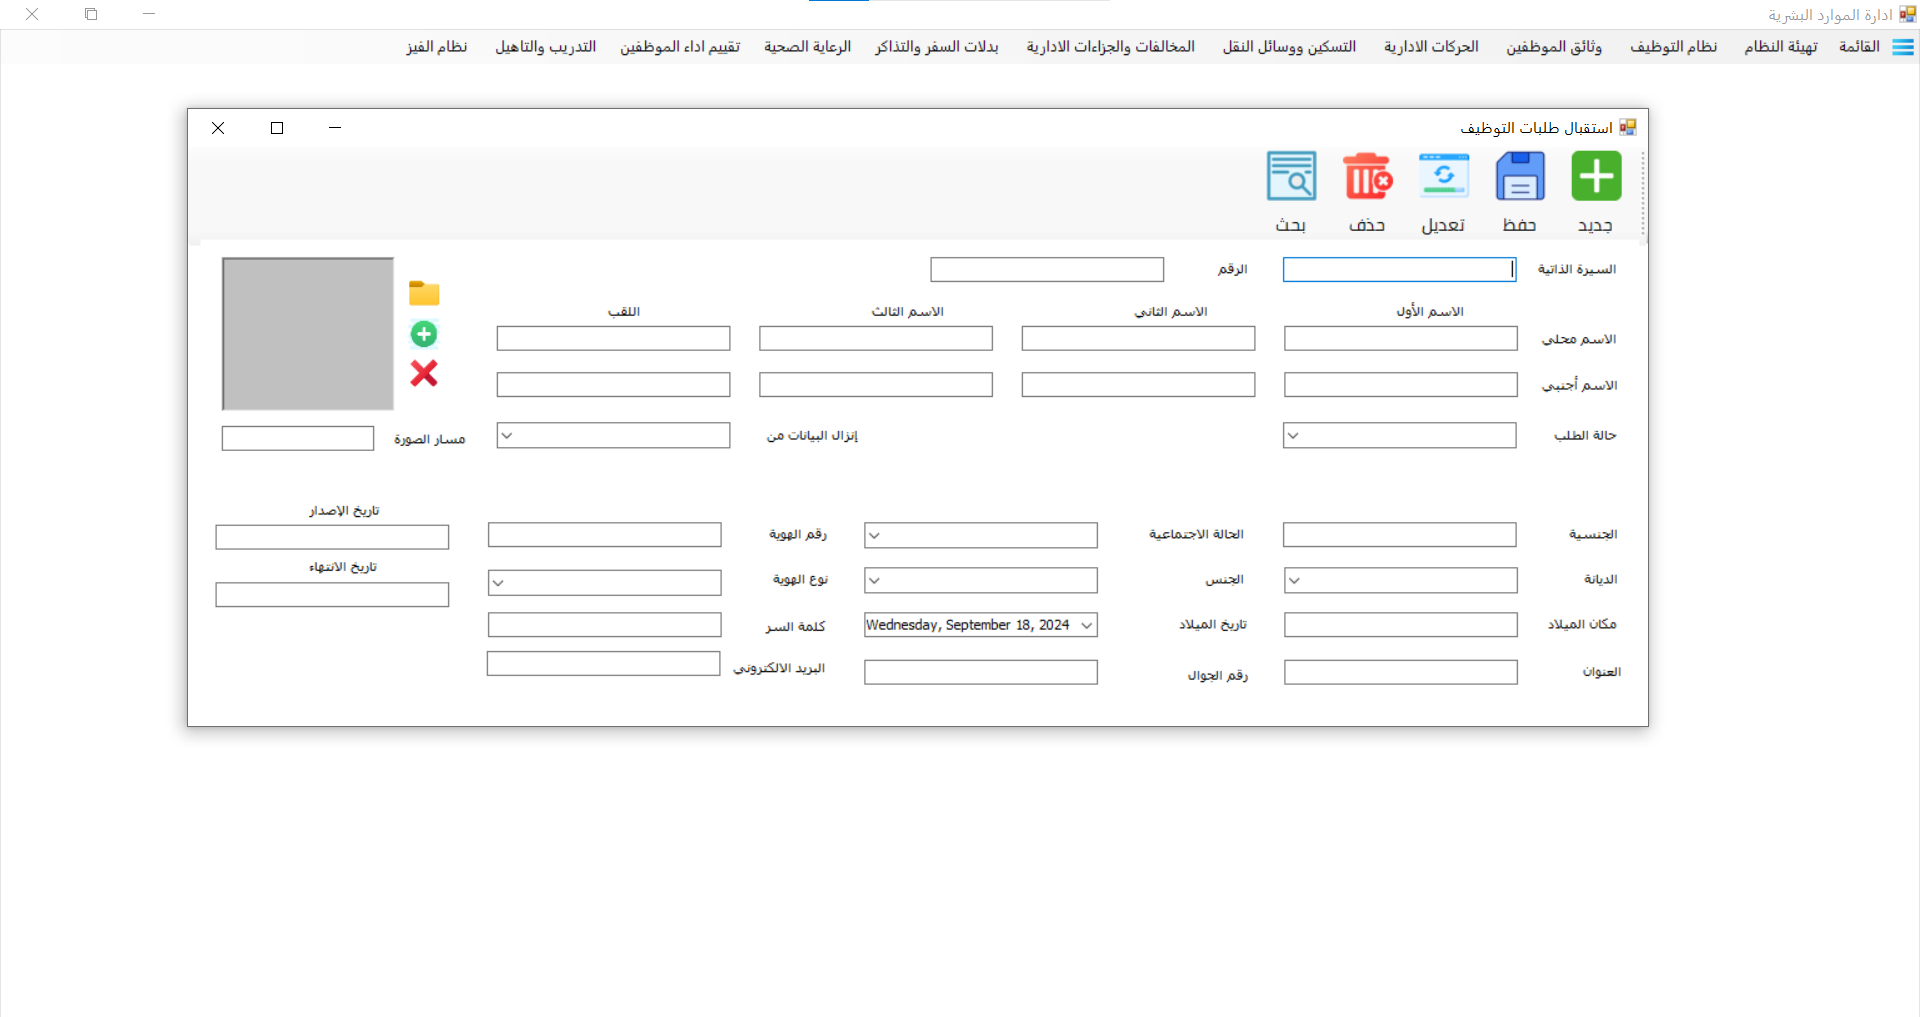 ادارة الموارد البشرية
القائمة تهيئة النظام نظام التوظيف وثائق الموظفين الحركات الادارية التسكين ووسائل النقل المخالفات والجزاءات الادارية بدلات السفر والتذاكر الرعاية الصحية تقييم اداء الموظفين التدريب والتاهيل نظام الفيز
استقبال طلبات التوظيف
جديد حفظ تعديل حذف بحث
السيرة الذاتية الرقم
الاسم الأول الاسم الثاني الاسم الثالث اللقب
الاسم محلي
الاسم أجنبي
حالة الطلب إنزال البيانات من مسار الصورة
تاريخ الإصدار
الجنسية الحالة الاجتماعية رقم الهوية
تاريخ الانتهاء
الديانة الجنس نوع الهوية
مكان الميلاد تاريخ الميلاد Wednesday, September 18, 2024 كلمة السر
العنوان رقم الجوال البريد الالكتروني